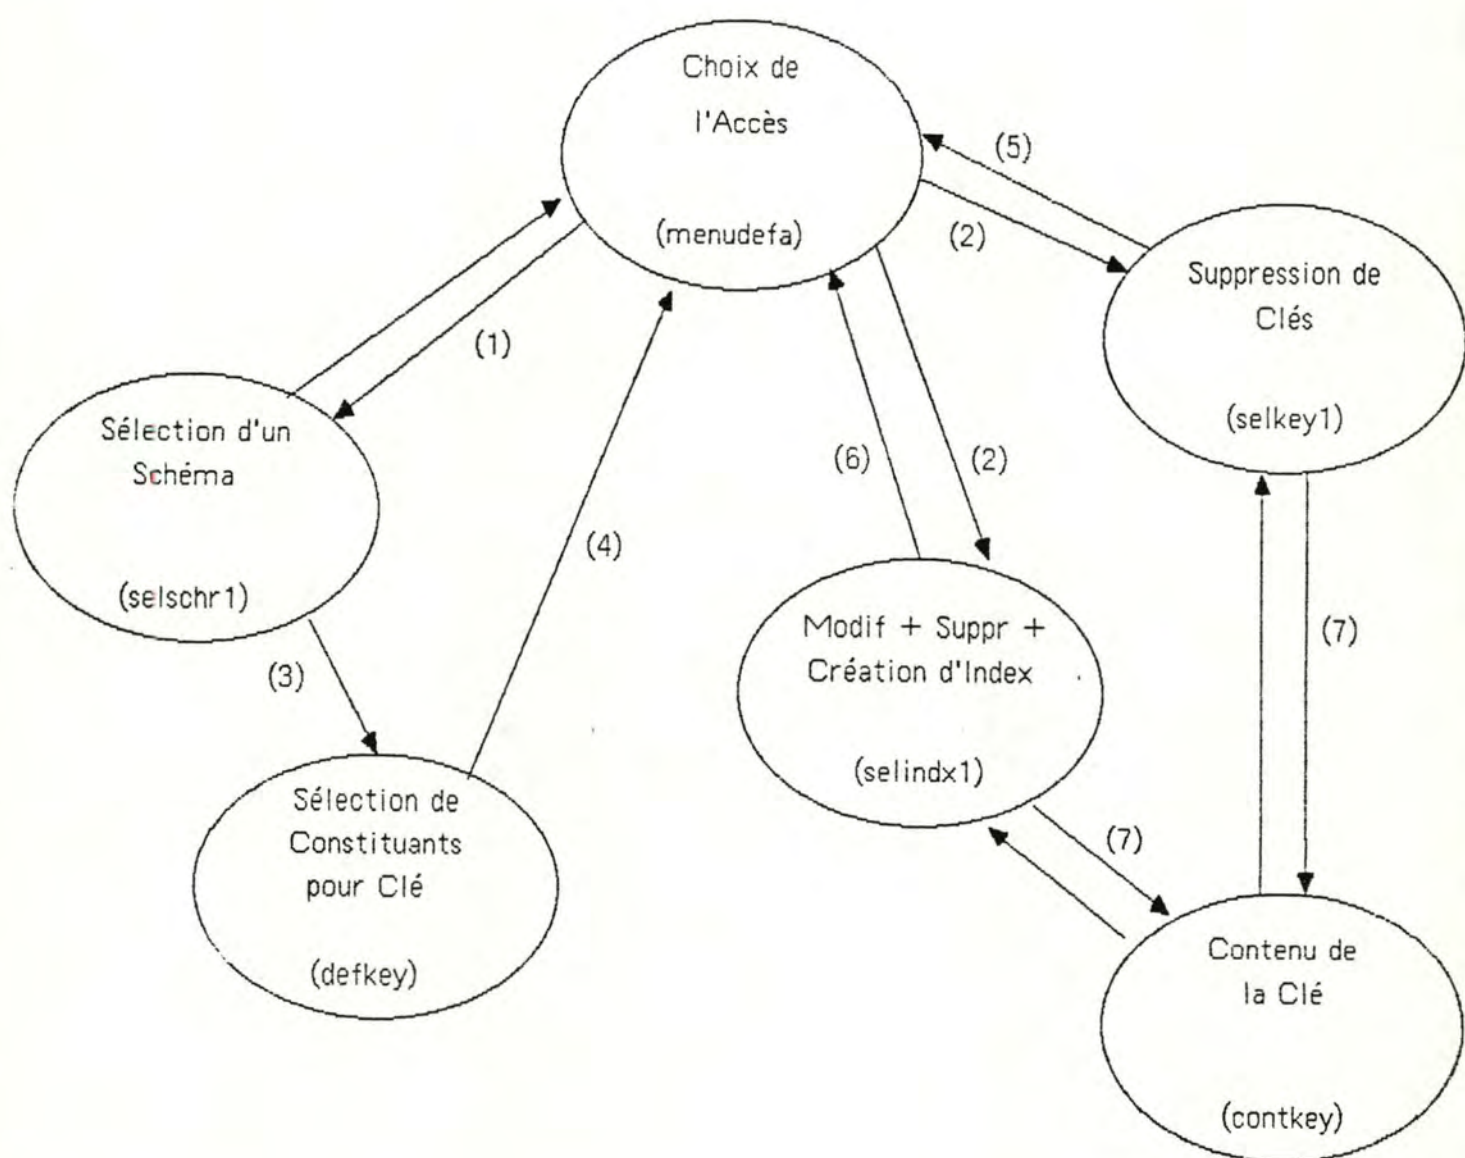 Choix de
l'Accès
(menudefa)
(5)
(2)
Suppression de
Clés
(selkey1)
(1)
Sélection d'un
Schéma
(selschr1)
(6)
(2)
(4)
(3)
(7)
Modif + Suppr +
Création d'Index
(selindx1)
Sélection de
Constituants
pour Clé
(defkey)
(7)
Contenu de
la Clé
(contkey)